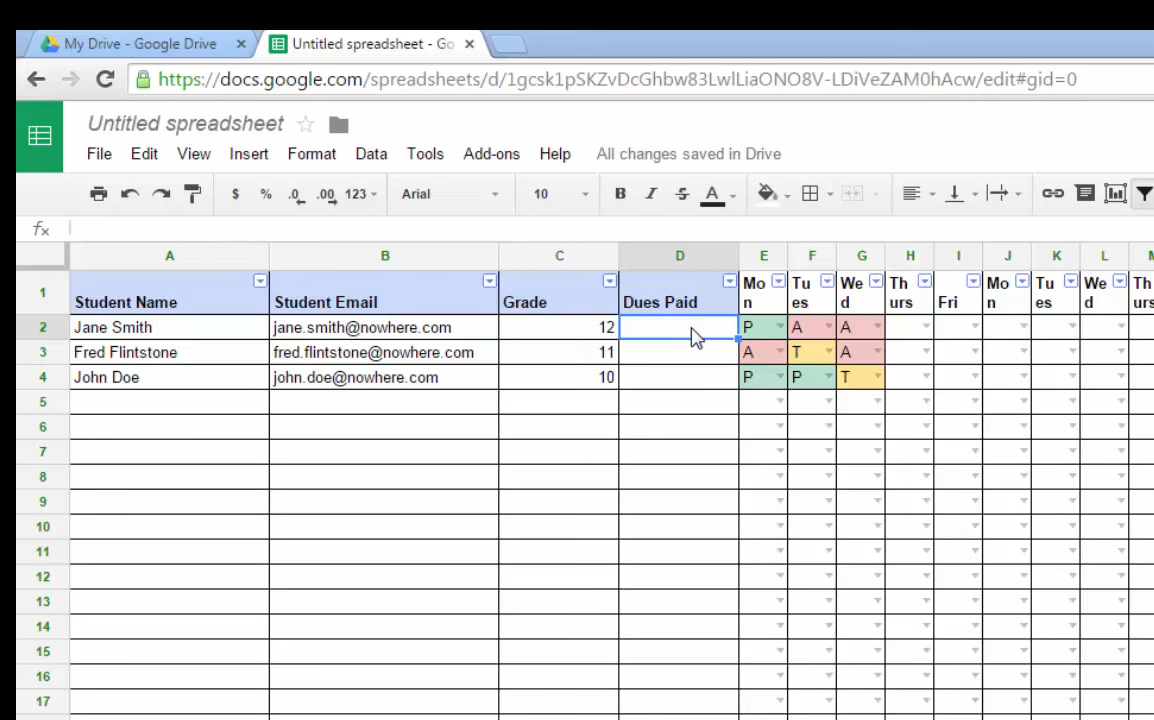 My Drive - Google Drive × Untitled spreadsheet - Go ×
https://docs.google.com/spreadsheets/d/1gcsk1pSKZvDcGhbw83LwlLiaONO8V-LDiVeZAM0hAcw/edit#gid=0
Untitled spreadsheet
File Edit View Insert Format Data Tools Add-ons Help All changes saved in Drive
$ % .0 .00 123 Arial 10 B I S A
fx
A B C D E F G H I J K L M
1 Student Name Student Email Grade Dues Paid Mon Tues Wed Thurs Fri Mon Tues Wed Thurs
2 Jane Smith jane.smith@nowhere.com 12 P A A
3 Fred Flintstone fred.flintstone@nowhere.com 11 A T A
4 John Doe john.doe@nowhere.com 10 P P T
5
6
7
8
9
10
11
12
13
14
15
16
17